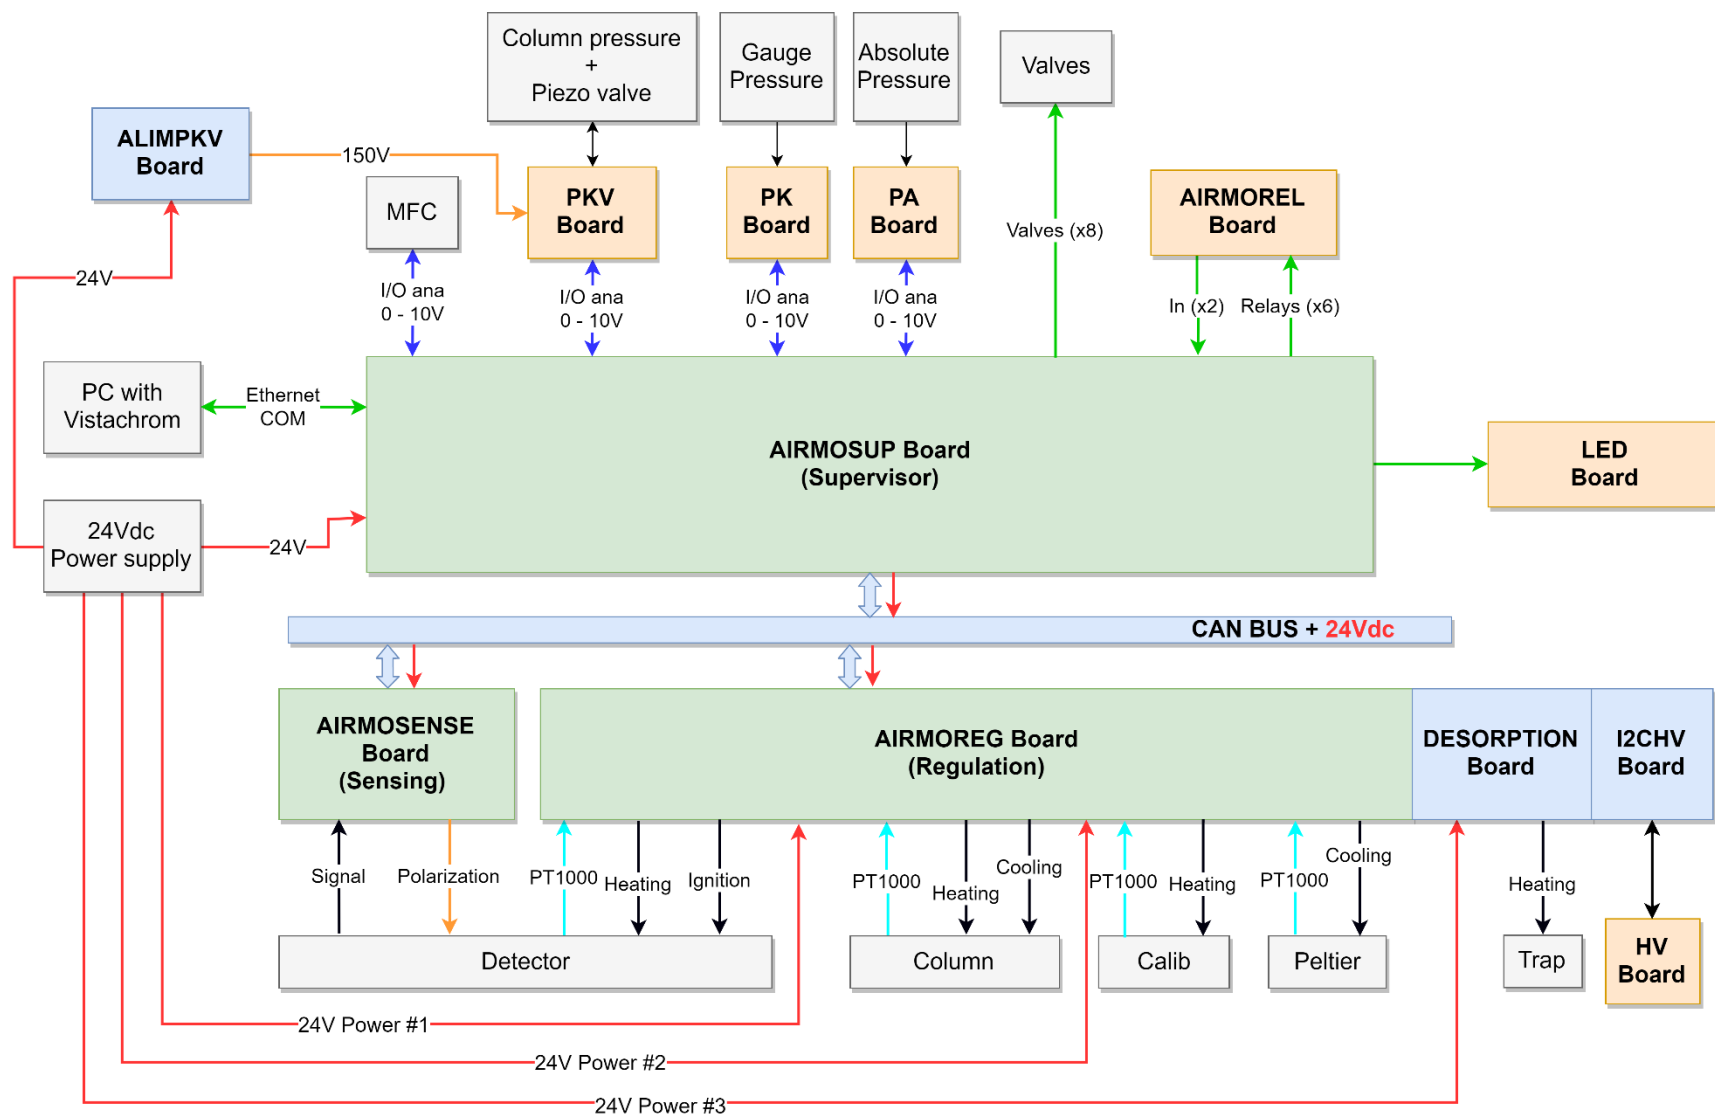 Column pressure
+
Piezo valve
Gauge
Pressure
Absolute
Pressure
Valves
ALIMPKV
Board
150V
MFC
PKV
Board
PK
Board
PA
Board
Valves (x8)
AIRMOREL
Board
24V
I/O ana
0 - 10V
I/O ana
0 - 10V
I/O ana
0 - 10V
I/O ana
0 - 10V
In (x2)
Relays (x6)
PC with
Vistachrom
Ethernet
COM
AIRMOSUP Board
(Supervisor)
LED
Board
24Vdc
Power supply
24V
CAN BUS + 24Vdc
AIRMOSENSE
Board
(Sensing)
AIRMOREG Board
(Regulation)
DESORPTION
Board
I2CHV
Board
Signal
Polarization
PT1000
Heating
Ignition
PT1000
Heating
Cooling
PT1000
Heating
PT1000
Cooling
Heating
Detector
Column
Calib
Peltier
Trap
HV
Board
24V Power #1
24V Power #2
24V Power #3